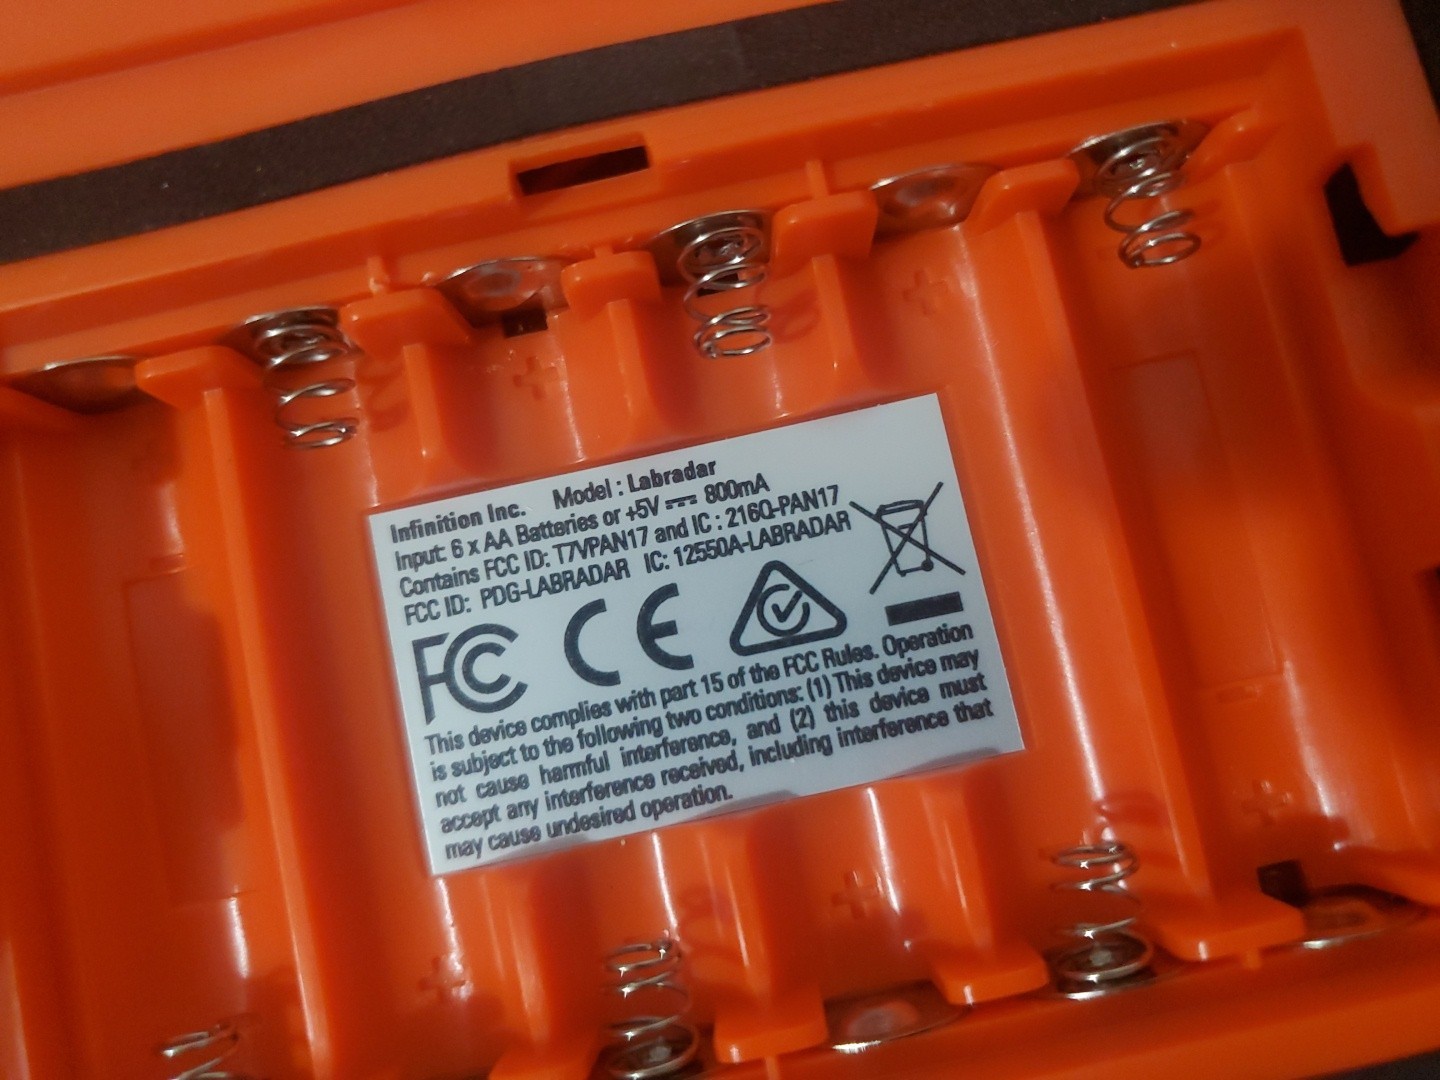 Infinition Inc. Model : Labradar
Input: 6 x AA Batteries or +5V ⎓ 800mA
Contains FCC ID: T7VPAN17 and IC : 216Q-PAN17
FCC ID: PDG-LABRADAR IC: 12550A-LABRADAR
FC CE
This device complies with part 15 of the FCC Rules. Operation
is subject to the following two conditions: (1) This device may
not cause harmful interference, and (2) this device must
accept any interference received, including interference that
may cause undesired operation.